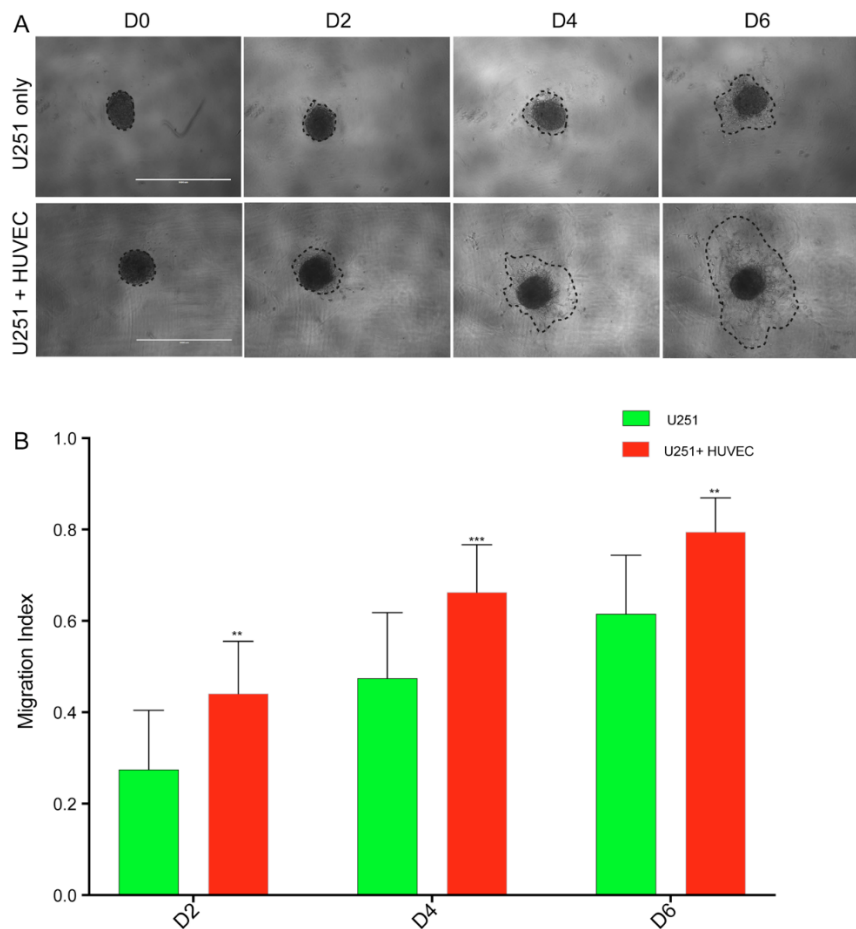 A
D0 D2 D4 D6
U251 only
U251 + HUVEC
B
U251
U251+ HUVEC
Migration Index
1.0
0.8
0.6
0.4
0.2
0.0
**
***
**
D2 D4 D6